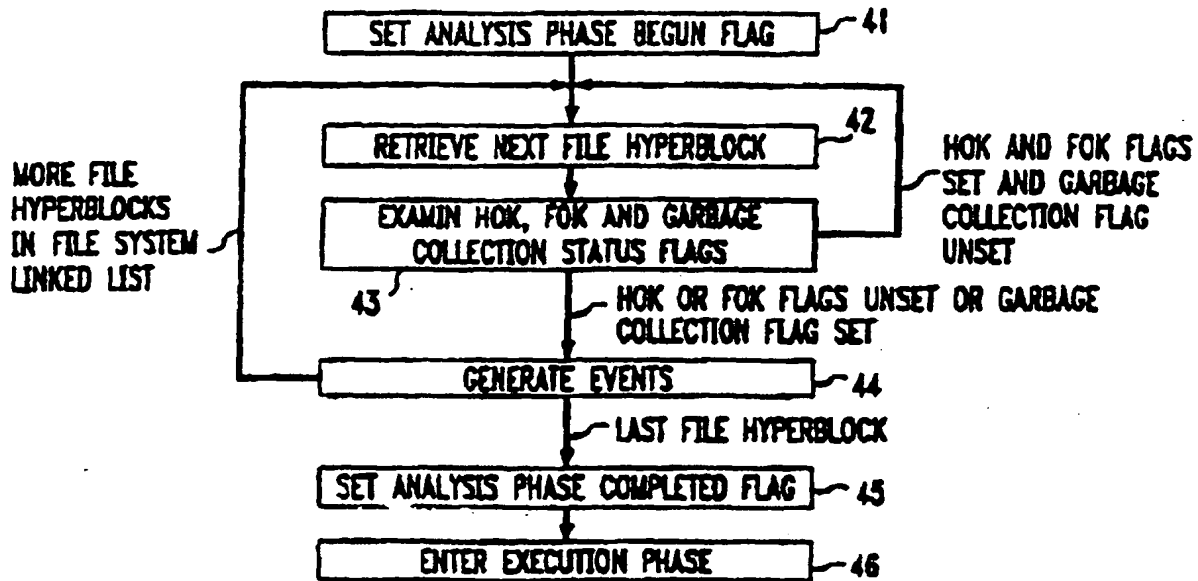 SET ANALYSIS PHASE BEGUN FLAG
41
RETRIEVE NEXT FILE HYPERBLOCK
42
MORE FILE
HYPERBLOCKS
IN FILE SYSTEM
LINKED LIST
HOK AND FOK FLAGS
SET AND GARBAGE
COLLECTION FLAG
UNSET
EXAMIN HOK, FOK AND GARBAGE
COLLECTION STATUS FLAGS
43
HOK OR FOK FLAGS UNSET OR GARBAGE
COLLECTION FLAG SET
GENERATE EVENTS
44
LAST FILE HYPERBLOCK
SET ANALYSIS PHASE COMPLETED FLAG
45
ENTER EXECUTION PHASE
46